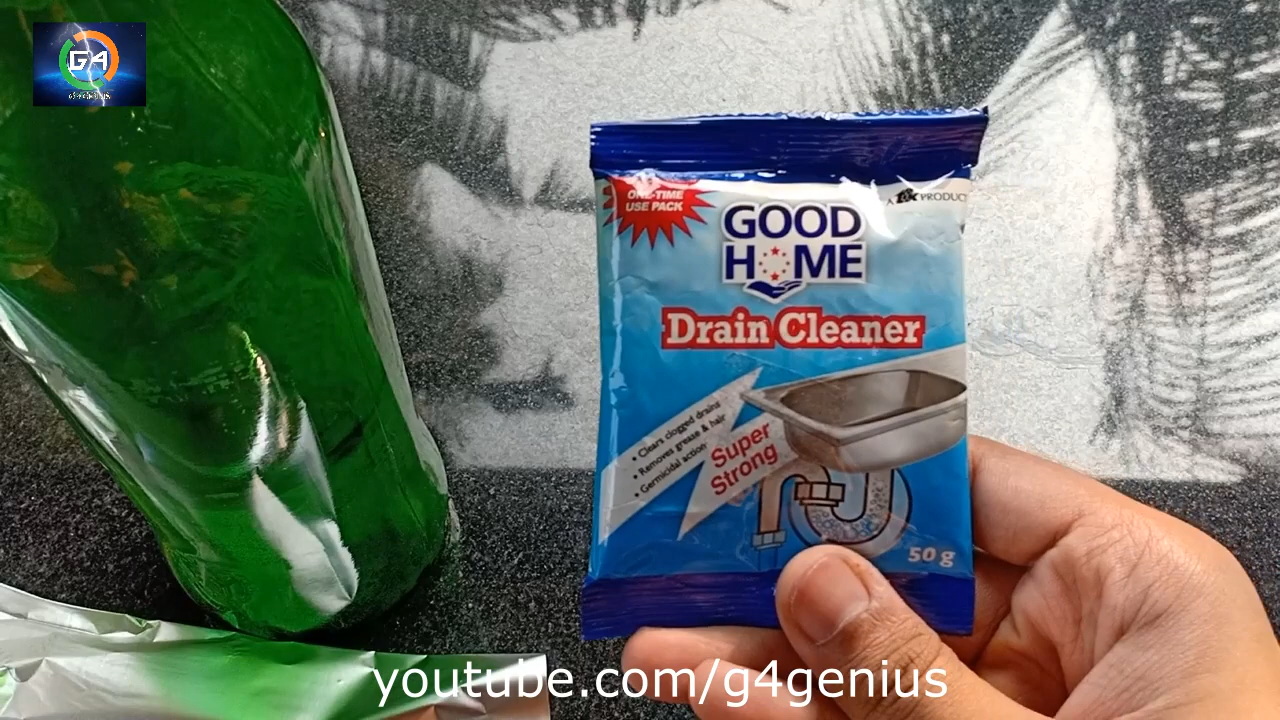 G4
G4GENIUS
ONE-TIME
USE PACK
A PRODUCT
GOOD
HOME
Drain Cleaner
• Clears clogged drains
• Removes grease & hair
• Germicidal action
Super
Strong
50 g
youtube.com/g4genius